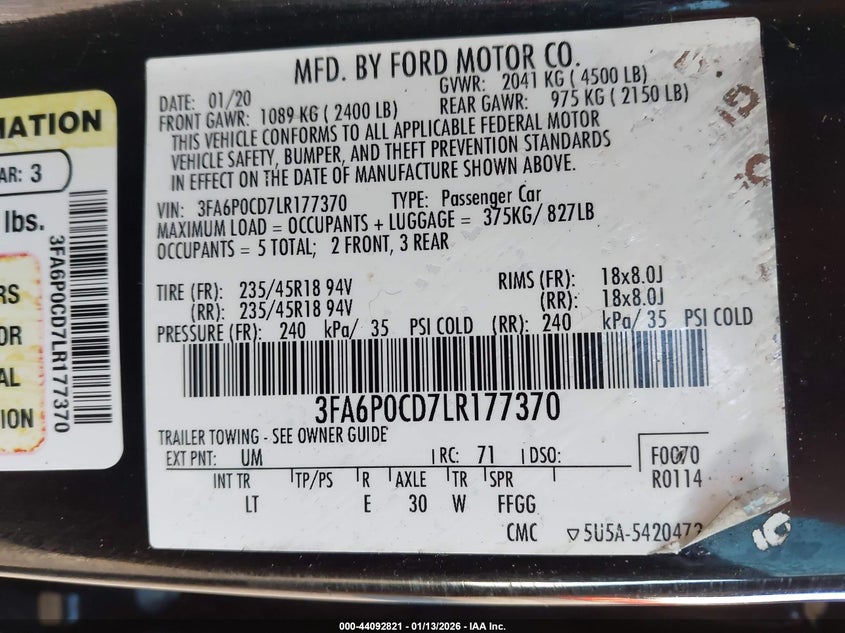 MATION
AR: 3
lbs.
3FA6P0CD7LR177370
RS
OR
AL
ION
MFD. BY FORD MOTOR CO.
DATE: 01/20 GVWR: 2041 KG ( 4500 LB)
FRONT GAWR: 1089 KG ( 2400 LB) REAR GAWR: 975 KG ( 2150 LB)
THIS VEHICLE CONFORMS TO ALL APPLICABLE FEDERAL MOTOR
VEHICLE SAFETY, BUMPER, AND THEFT PREVENTION STANDARDS
IN EFFECT ON THE DATE OF MANUFACTURE SHOWN ABOVE.
VIN: 3FA6P0CD7LR177370 TYPE: Passenger Car
MAXIMUM LOAD = OCCUPANTS + LUGGAGE = 375KG/ 827LB
OCCUPANTS = 5 TOTAL; 2 FRONT, 3 REAR
TIRE (FR): 235/45R18 94V RIMS (FR): 18x8.0J
(RR): 235/45R18 94V (RR): 18x8.0J
PRESSURE (FR): 240 kPa/ 35 PSI COLD (RR): 240 kPa/ 35 PSI COLD
3FA6P0CD7LR177370
TRAILER TOWING - SEE OWNER GUIDE
EXT PNT: UM RC: 71 DSO: F0070
INT TR TP/PS R AXLE TR SPR R0114
LT E 30 W FFGG
CMC ▽5U5A-5420472
000-44092821 - 01/13/2026 - IAA Inc.